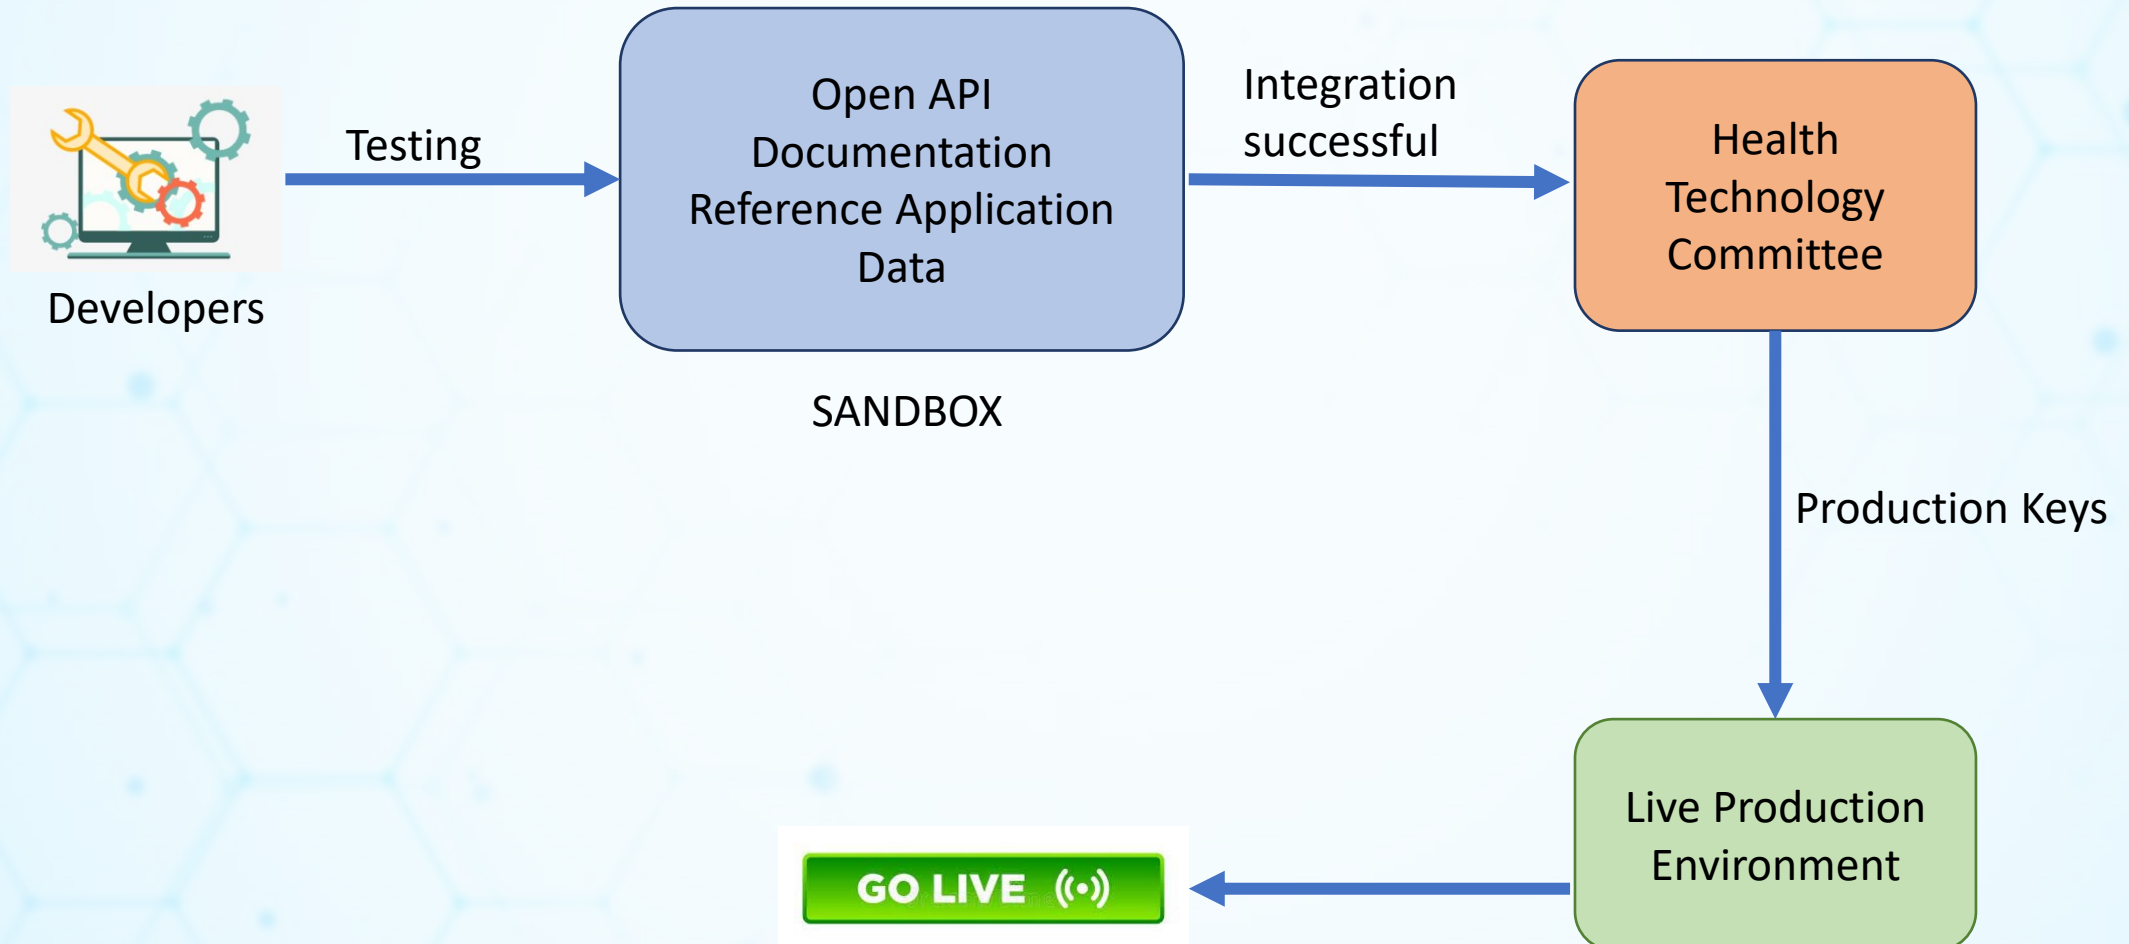 Developers
Testing
Open API
Documentation
Reference Application
Data
SANDBOX
Integration
successful
Health
Technology
Committee
Production Keys
Live Production
Environment
GO LIVE